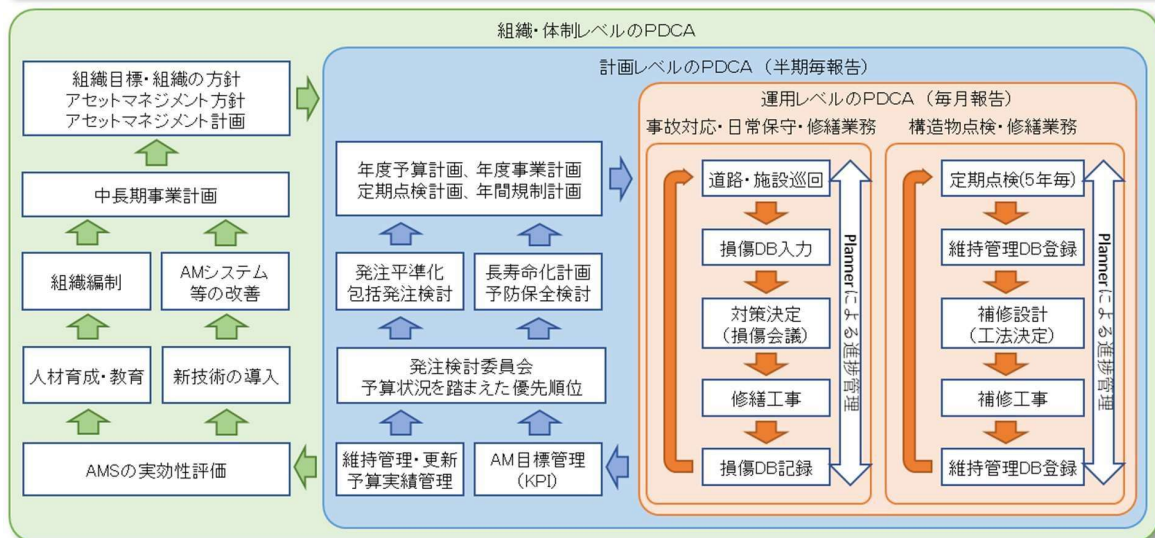 組織・体制レベルのPDCA
組織目標・組織の方針
アセットマネジメント方針
アセットマネジメント計画
中長期事業計画
組織編制
AMシステム
等の改善
人材育成・教育
新技術の導入
AMSの実効性評価
計画レベルのPDCA（半期毎報告）
年度予算計画、年度事業計画
定期点検計画、年間規制計画
発注平準化
包括発注検討
長寿命化計画
予防保全検討
発注検討委員会
予算状況を踏まえた優先順位
維持管理・更新
予算実績管理
AM目標管理
(KPI)
運用レベルのPDCA（毎月報告）
事故対応・日常保守・修繕業務
道路・施設巡回
損傷DB入力
対策決定
(損傷会議)
修繕工事
損傷DB記録
Plannerによる進捗管理
構造物点検・修繕業務
定期点検(5年毎)
維持管理DB登録
補修設計
(工法決定)
補修工事
維持管理DB登録
Plannerによる進捗管理